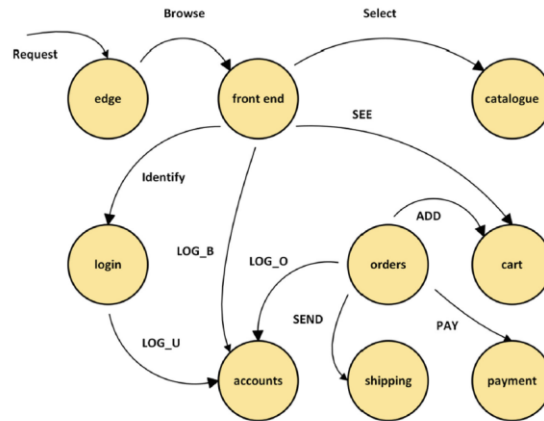 Browse
Select
Request
edge
front end
catalogue
SEE
Identify
ADD
LOG_B
LOG_O
login
orders
cart
SEND
PAY
LOG_U
accounts
shipping
payment